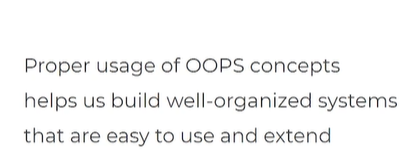 Proper usage of OOPS concepts
helps us build well-organized systems
that are easy to use and extend